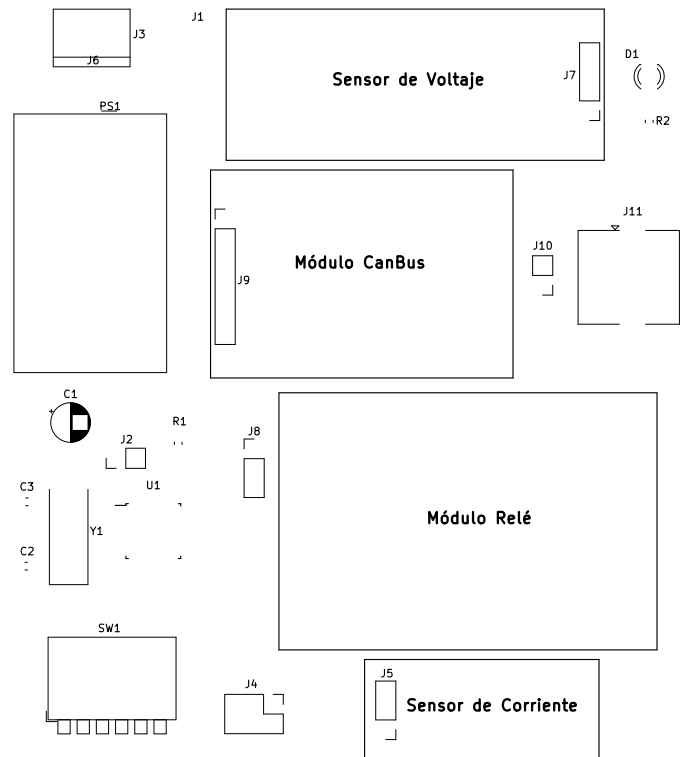 J1
J3
J6
Sensor de Voltaje
J7
D1
R2
PS1
J11
J10
Módulo CanBus
J9
C1
R1
J2
J8
C3
U1
Módulo Relé
Y1
C2
SW1
J4
J5
Sensor de Corriente